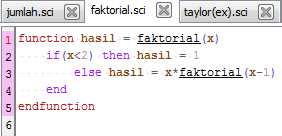 jumlah.sci faktorial.sci taylor(ex).sci
1 function hasil = faktorial(x)
2 if(x<2) then hasil = 1
3 else hasil = x*faktorial(x-1)
4 end
5 endfunction
6